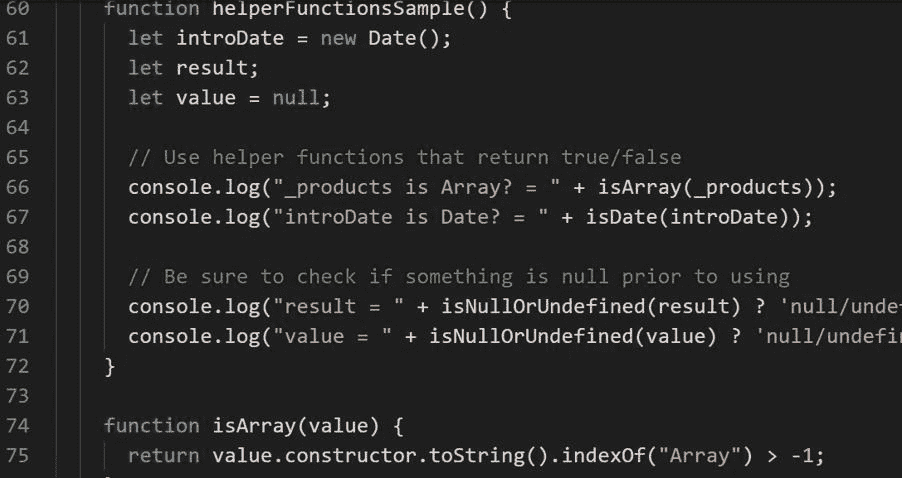 60 function helperFunctionsSample() {
61 let introDate = new Date();
62 let result;
63 let value = null;
64
65 // Use helper functions that return true/false
66 console.log("_products is Array? = " + isArray(_products));
67 console.log("introDate is Date? = " + isDate(introDate));
68
69 // Be sure to check if something is null prior to using
70 console.log("result = " + isNullOrUndefined(result) ? 'null/unde
71 console.log("value = " + isNullOrUndefined(value) ? 'null/undefi
72 }
73
74 function isArray(value) {
75 return value.constructor.toString().indexOf("Array") > -1;